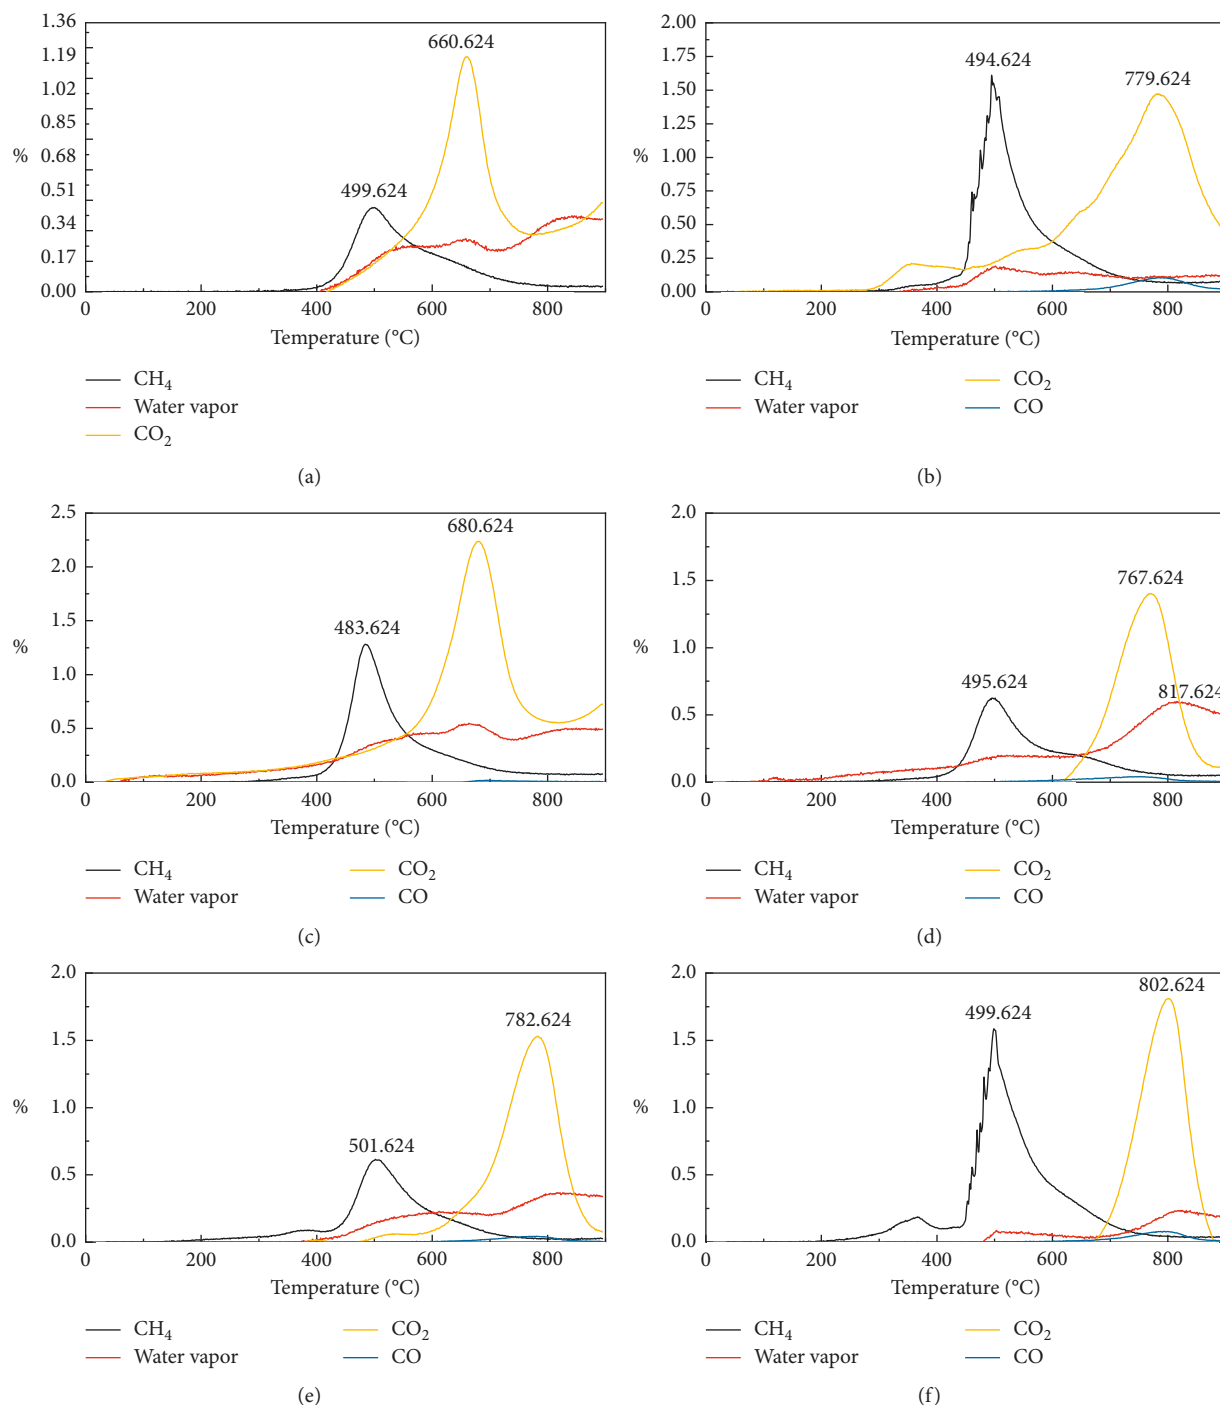 1.36
1.19
1.02
0.85
%
0.68
0.51
0.34
0.17
0.00
660.624
499.624
0 200 400 600 800
Temperature (°C)
CH4
Water vapor
CO2
(a)
2.00
1.75
1.50
1.25
%
1.00
0.75
0.50
0.25
0.00
494.624
779.624
0 200 400 600 800
Temperature (°C)
CH4 CO2
Water vapor CO
(b)
2.5
2.0
1.5
%
1.0
0.5
0.0
680.624
483.624
0 200 400 600 800
Temperature (°C)
CH4 CO2
Water vapor CO
(c)
2.0
1.5
%
1.0
0.5
0.0
767.624
495.624
817.624
0 200 400 600 800
Temperature (°C)
CH4 CO2
Water vapor CO
(d)
2.0
1.5
%
1.0
0.5
0.0
782.624
501.624
0 200 400 600 800
Temperature (°C)
CH4 CO2
Water vapor CO
(e)
2.0
1.5
%
1.0
0.5
0.0
802.624
499.624
0 200 400 600 800
Temperature (°C)
CH4 CO2
Water vapor CO
(f)